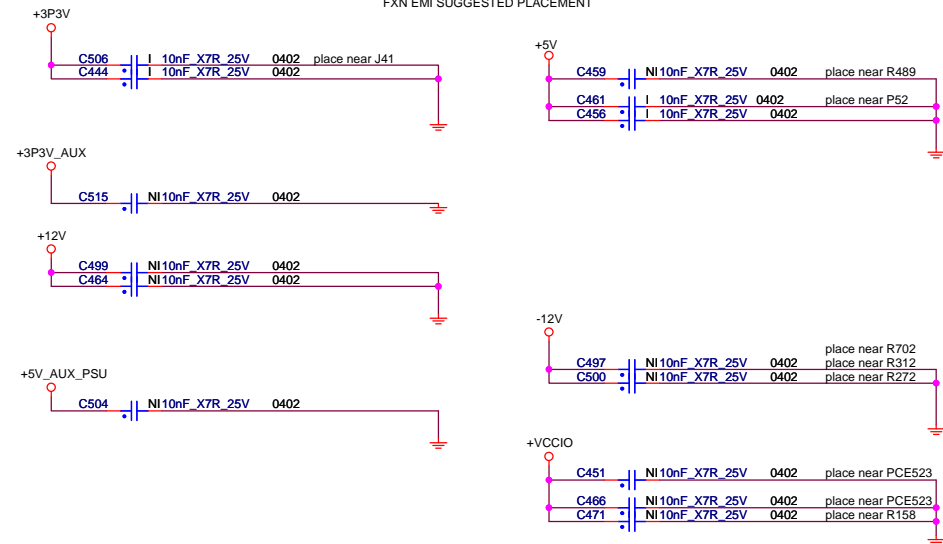 FXN EMI SUGGESTED PLACEMENT
+3P3V
C506 I 10nF_X7R_25V 0402 place near J41
C444 I 10nF_X7R_25V 0402
+3P3V_AUX
C515 NI 10nF_X7R_25V 0402
+12V
C499 NI 10nF_X7R_25V 0402
C464 NI 10nF_X7R_25V 0402
+5V_AUX_PSU
C504 NI 10nF_X7R_25V 0402
+5V
C459 NI 10nF_X7R_25V 0402 place near R489
C461 I 10nF_X7R_25V 0402 place near P52
C456 I 10nF_X7R_25V 0402
-12V
place near R702
C497 NI 10nF_X7R_25V 0402 place near R312
C500 NI 10nF_X7R_25V 0402 place near R272
+VCCIO
C451 NI 10nF_X7R_25V 0402 place near PCE523
C466 NI 10nF_X7R_25V 0402 place near PCE523
C471 NI 10nF_X7R_25V 0402 place near R158